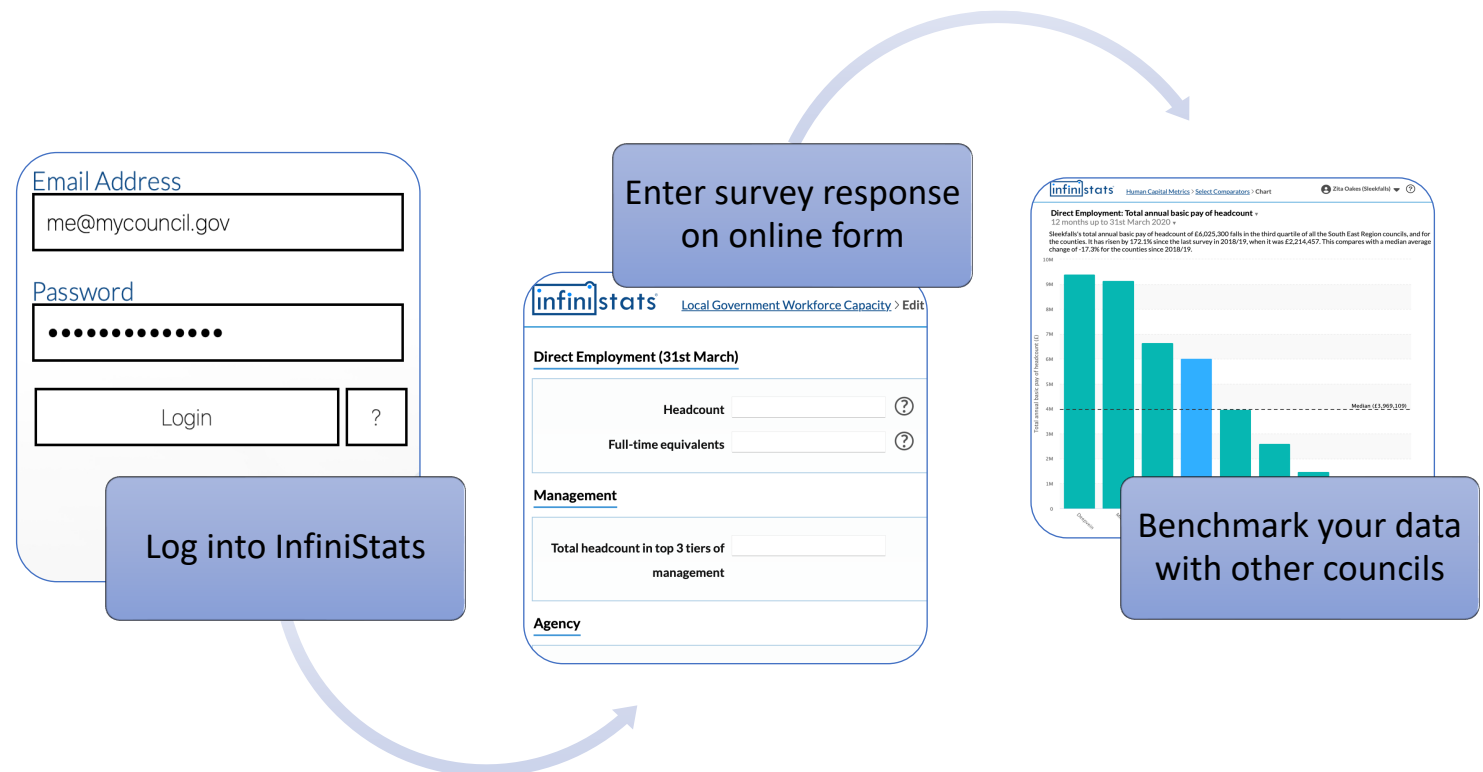 Email Address
me@mycouncil.gov
Password
••••••••••••••
Login
?
Log into InfiniStats
Enter survey response
on online form
infinistats
Local Government Workforce Capacity > Edit
Direct Employment (31st March)
Headcount
?
Full-time equivalents
?
Management
Total headcount in top 3 tiers of
management
Agency
infinistats
Human Capital Metrics > Select Comparators > Chart
Zita Oakes (Sleekfalls)
?
Direct Employment: Total annual basic pay of headcount
12 months up to 31st March 2020
Sleekfalls's total annual basic pay of headcount of £6,025,300 falls in the third quartile of all the South East Region councils, and for
the counties. It has risen by 172.1% since the last survey in 2018/19, when it was £2,214,457. This compares with a median average
change of -17.3% for the counties since 2018/19.
Total annual basic pay of headcount (£)
10M
9M
8M
7M
6M
5M
4M
3M
2M
1M
0
Median (£3,969,109)
Benchmark your data
with other councils